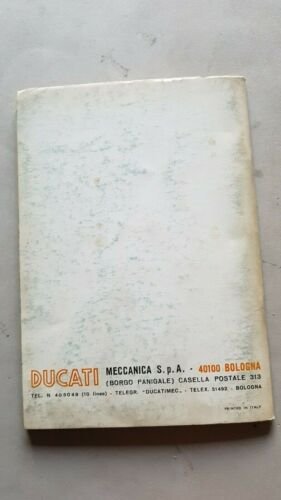 DUCATI MECCANICA S.p.A. - 40100 BOLOGNA
(BORGO PANIGALE) CASELLA POSTALE 313
TEL. N. 405049 (10 linee) - TELEGR. "DUCATIMEC" - TELEX. 51492 - BOLOGNA
PRINTED IN ITALY